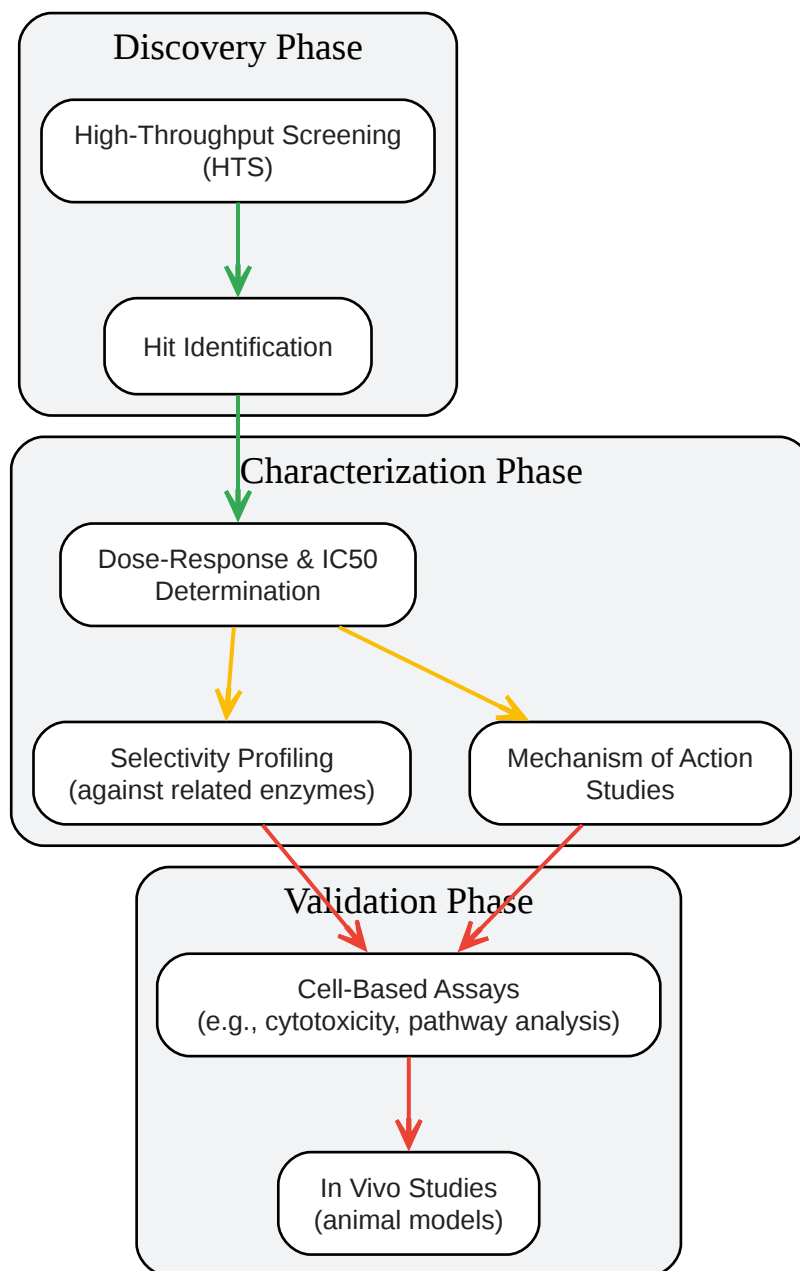 Discovery Phase
High-Throughput Screening
(HTS)
Hit Identification
Characterization Phase
Dose-Response & IC50
Determination
Selectivity Profiling
(against related enzymes)
Mechanism of Action
Studies
Validation Phase
Cell-Based Assays
(e.g., cytotoxicity, pathway analysis)
In Vivo Studies
(animal models)